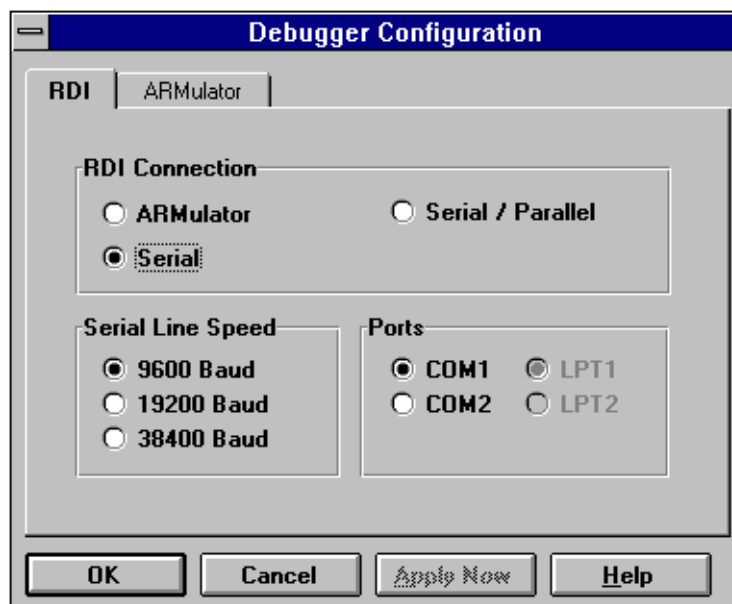 Debugger Configuration
RDI ARMulator
RDI Connection
ARMulator Serial / Parallel
Serial
Serial Line Speed Ports
9600 Baud COM1 LPT1
19200 Baud COM2 LPT2
38400 Baud
OK Cancel Apply Now Help